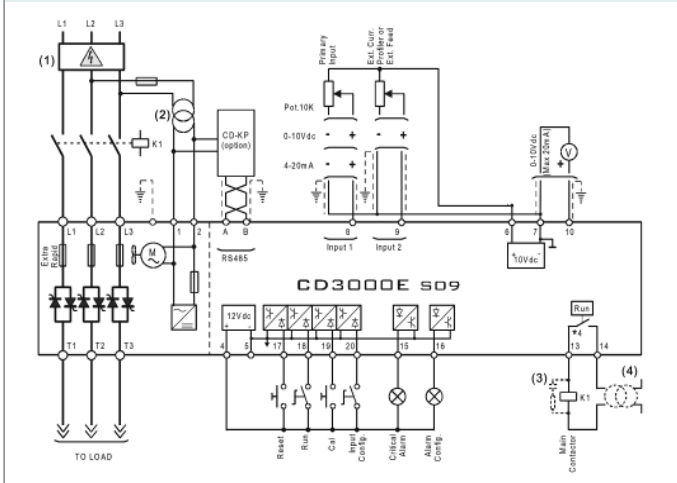 L1 L2 L3
(1)
(2)
K1
CD-KP
(option)
Primary
Input
Ext. Curr.
Profiler or
Ext. Feed
Pot.10K
0-10Vdc - + - +
4-20mA - +
0-10Vdc
(Max 20mA)
V
+
L1 L2 L3 1 2 A B 8 9 6 7 10
RS485
Input 1
Input 2
Extra
Rapid
M
+ -
10Vdc
CD3000E S09
12Vdc
+ -
Run
*4
4 5 17 18 19 20 15 16 13 14
T1 T2 T3
(3)
K1
(4)
Reset
Run
Cal
Input
Config.
Critical
Alarm
Alarm
Config.
Main
Contactor
TO LOAD